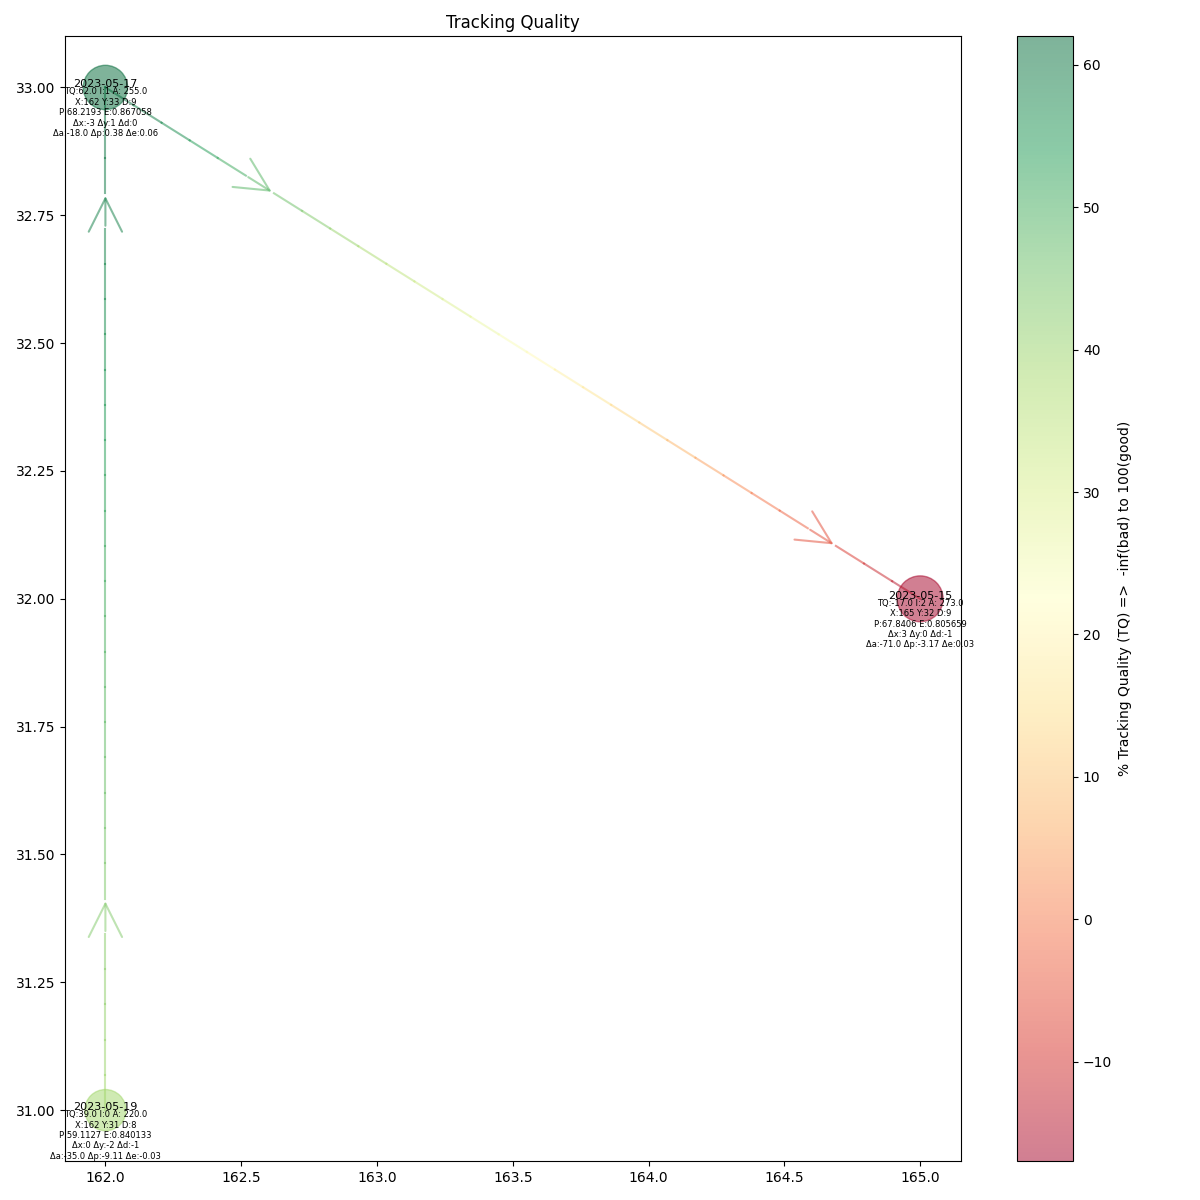 Tracking Quality
33.00
32.75
32.50
32.25
32.00
31.75
31.50
31.25
31.00
2023-05-17
TQ:62.0 I:1 A: 255.0
X:162 Y:33 D:9
P:68.2193 E:0.867058
Δx:-3 Δy:1 Δd:0
Δa:-18.0 Δp:0.38 Δe:0.06
2023-05-15
TQ:-17.0 I:2 A: 273.0
X:165 Y:32 D:9
P:67.8406 E:0.805659
Δx:3 Δy:0 Δd:-1
Δa:-71.0 Δp:-3.17 Δe:0.03
2023-05-19
TQ:39.0 I:0 A: 220.0
X:162 Y:31 D:8
P:59.1127 E:0.840133
Δx:0 Δy:-2 Δd:-1
Δa:-35.0 Δp:-9.11 Δe:-0.03
162.0 162.5 163.0 163.5 164.0 164.5 165.0
60
50
40
30
20
10
0
−10
% Tracking Quality (TQ) => -inf(bad) to 100(good)